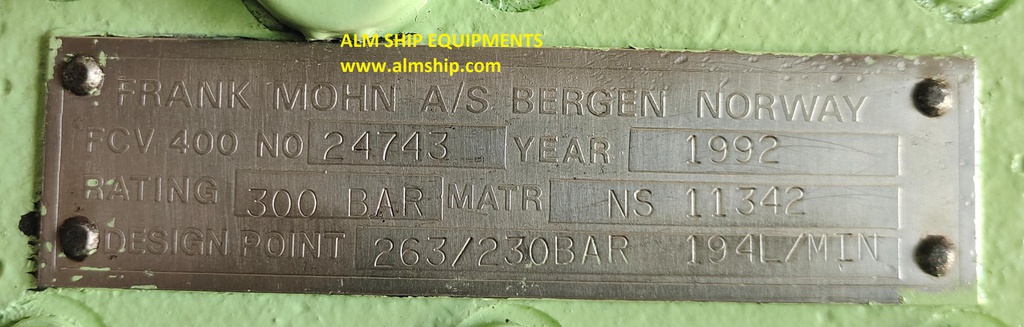 ALM SHIP EQUIPMENTS
www.almship.com
FRANK MOHN A/S BERGEN NORWAY
FCV 400 NO 24743 YEAR 1992
RATING 300 BAR MATR NS 11342
DESIGN POINT 263/230BAR 194L/MIN